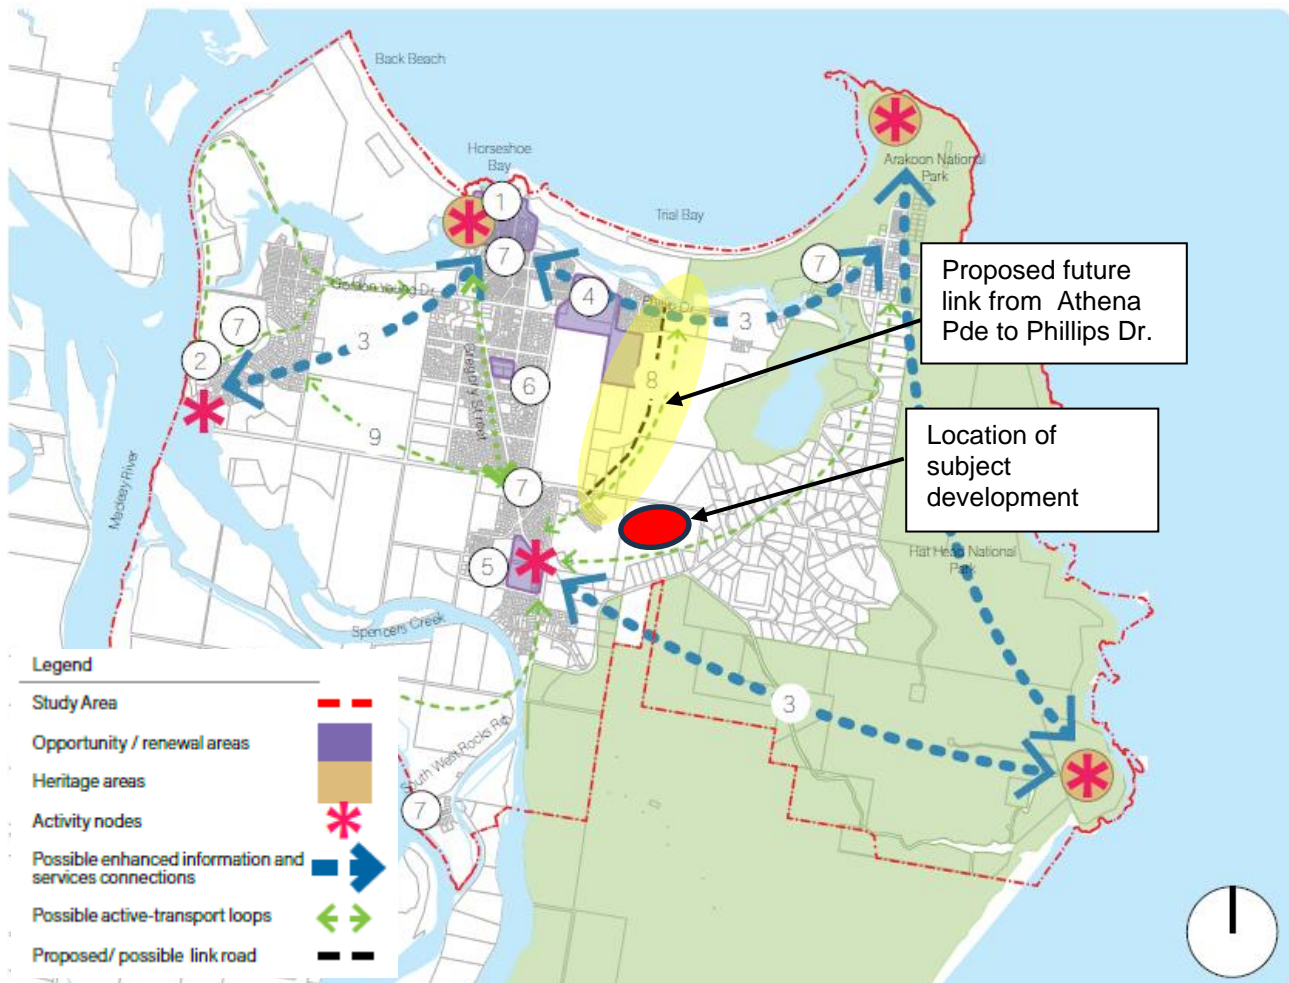 Back Beach
Horseshoe
Bay
1
Arakoon National
Park
Trial Bay
7
7
Proposed future
link from Athena
Pde to Phillips Dr.
Gordon Young Dr
4
Phillip Dr
3
7
3
2
Gregory Street
6
8
9
Location of
subject
development
7
Macleay River
5
Hat Head National
Park
Spencers Creek
3
South West Rocks Rd
7
Legend
Study Area
Opportunity / renewal areas
Heritage areas
Activity nodes
Possible enhanced information and
services connections
Possible active-transport loops
Proposed/ possible link road